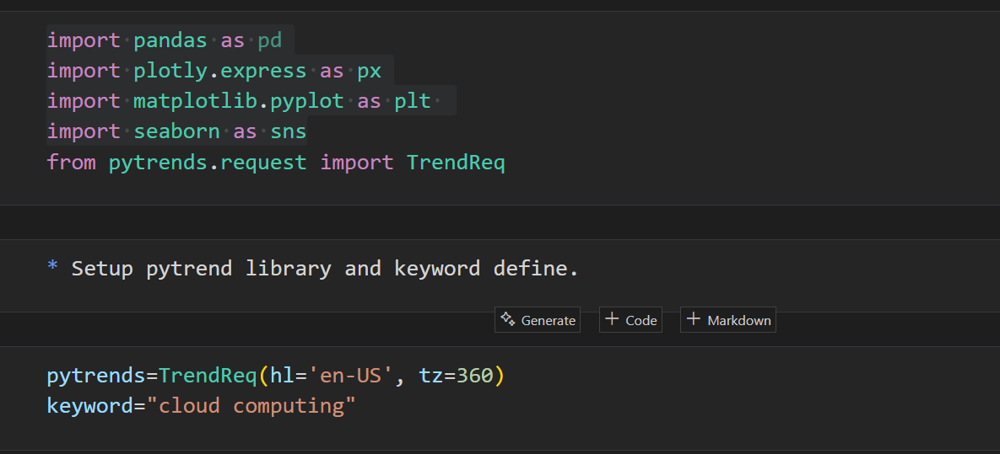 import pandas as pd
import plotly.express as px
import matplotlib.pyplot as plt
import seaborn as sns
from pytrends.request import TrendReq
* Setup pytrend library and keyword define.
Generate + Code + Markdown
pytrends=TrendReq(hl='en-US', tz=360)
keyword="cloud computing"